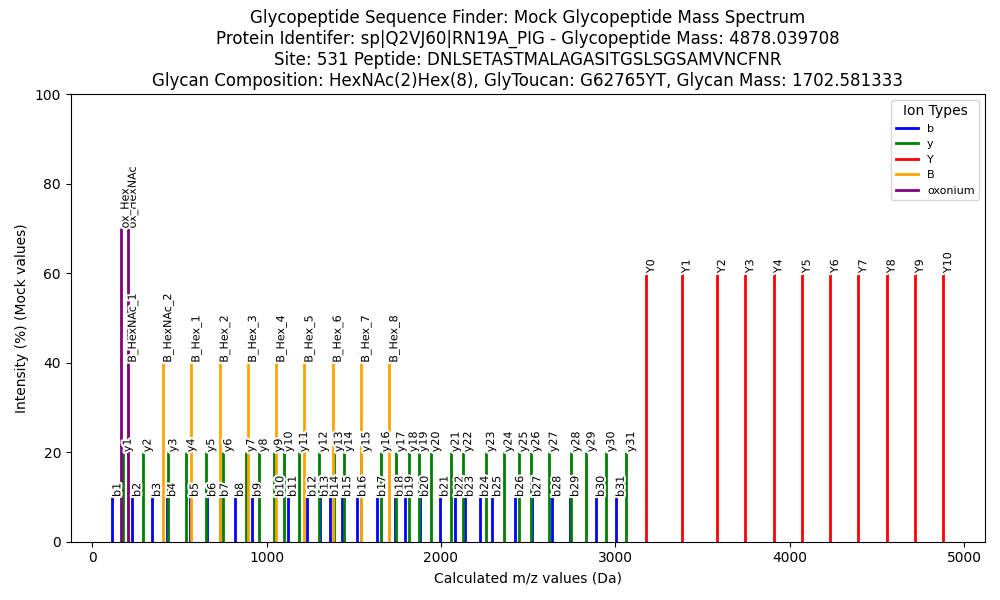 Glycopeptide Sequence Finder: Mock Glycopeptide Mass Spectrum
Protein Identifer: sp|Q2VJ60|RN19A_PIG - Glycopeptide Mass: 4878.039708
Site: 531 Peptide: DNLSETASTMALAGASITGSLSGSAMVNCFNR
Glycan Composition: HexNAc(2)Hex(8), GlyToucan: G62765YT, Glycan Mass: 1702.581333
Intensity (%) (Mock values)
100
80
60
40
20
0
Ion Types
b
y
Y
B
oxonium
ox_Hex
ox_HexNAc
B_HexNAc_1
B_HexNAc_2
B_Hex_1
B_Hex_2
B_Hex_3
B_Hex_4
B_Hex_5
B_Hex_6
B_Hex_7
B_Hex_8
Y0
Y1
Y2
Y3
Y4
Y5
Y6
Y7
Y8
Y9
Y10
y1
y2
y3
y4
y5
y6
y7
y8
y9
y10
y11
y12
y13
y14
y15
y16
y17
y18
y19
y20
y21
y22
y23
y24
y25
y26
y27
y28
y29
y30
y31
b1
b2
b3
b4
b5
b6
b7
b8
b9
b10
b11
b12
b13
b14
b15
b16
b17
b18
b19
b20
b21
b22
b23
b24
b25
b26
b27
b28
b29
b30
b31
0
1000
2000
3000
4000
5000
Calculated m/z values (Da)